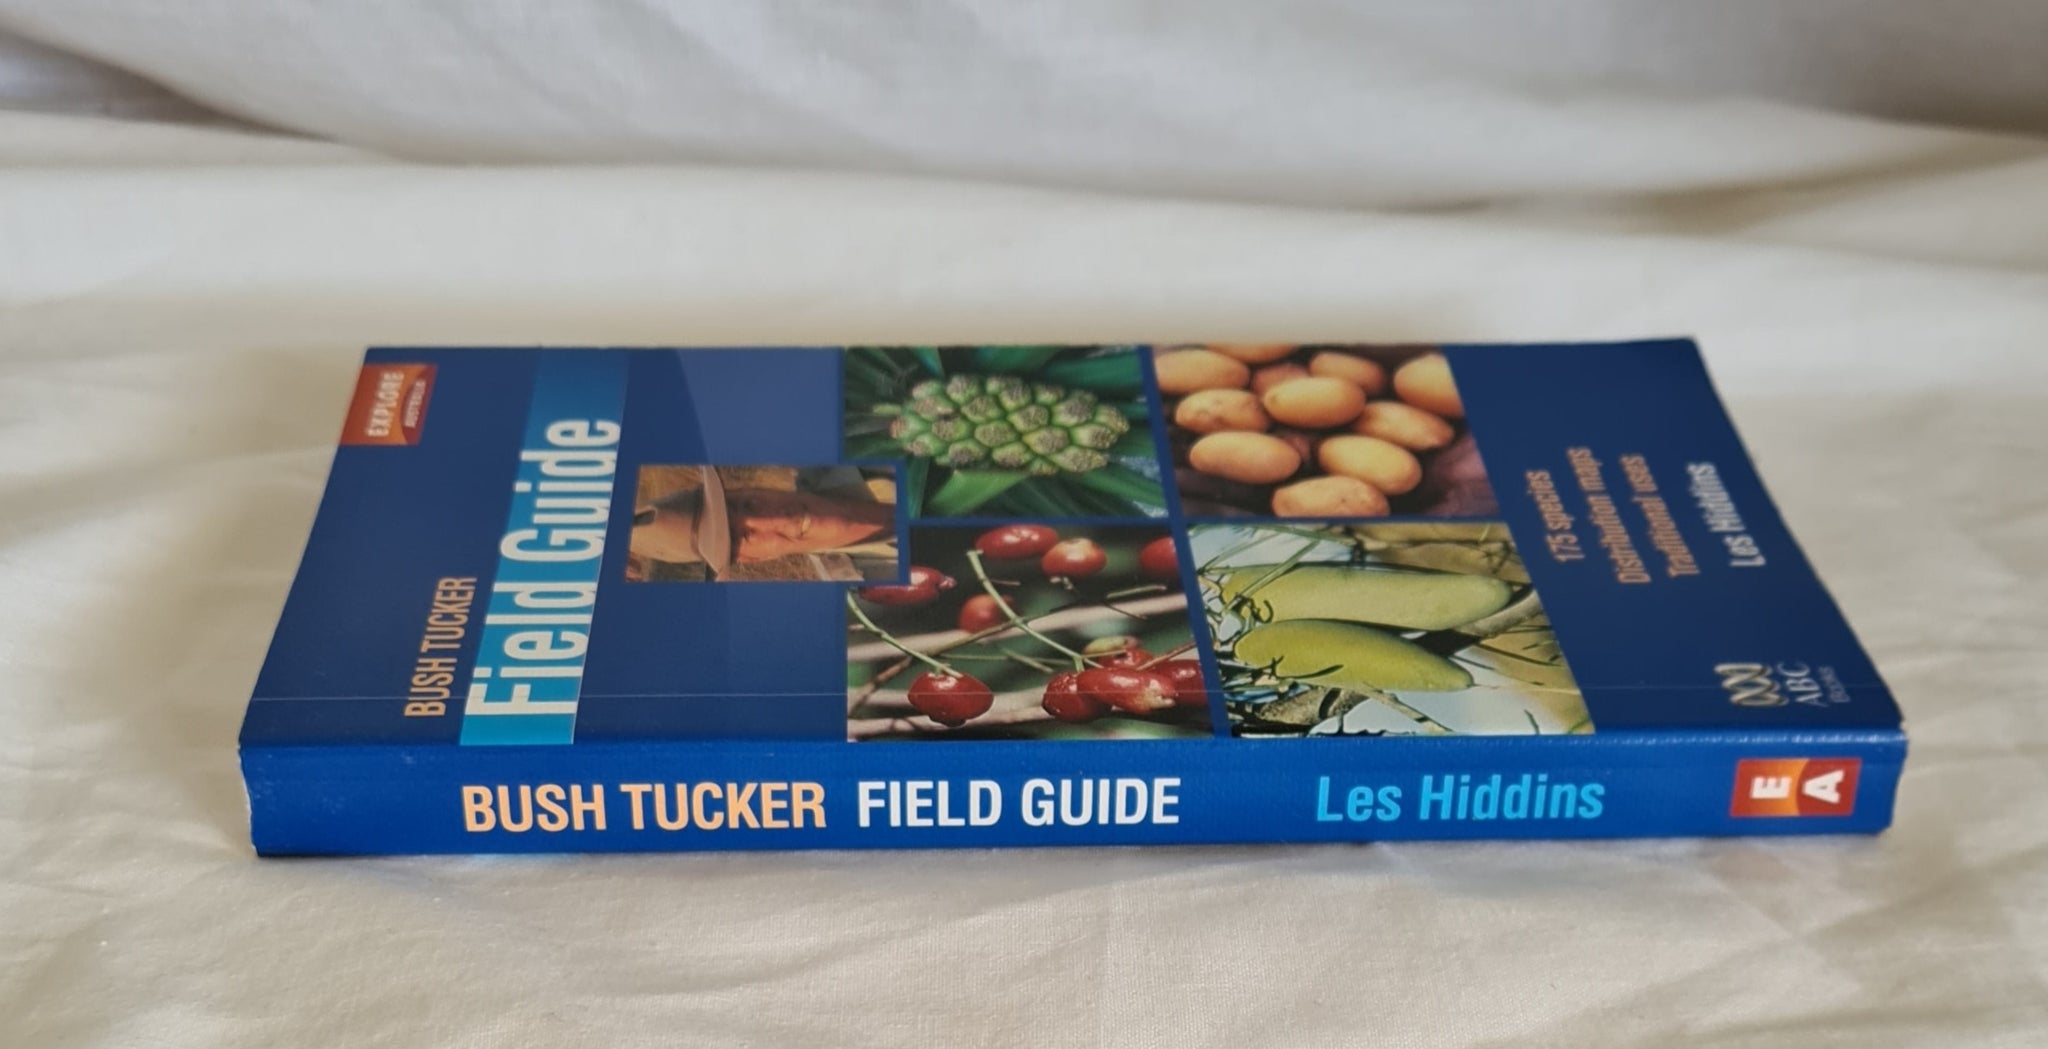 EXPLORE
AUSTRALIA
BUSH TUCKER
Field Guide
175 species
Distribution maps
Traditional uses
Les Hiddins
ABC
BOOKS
BUSH TUCKER FIELD GUIDE Les Hiddins E A